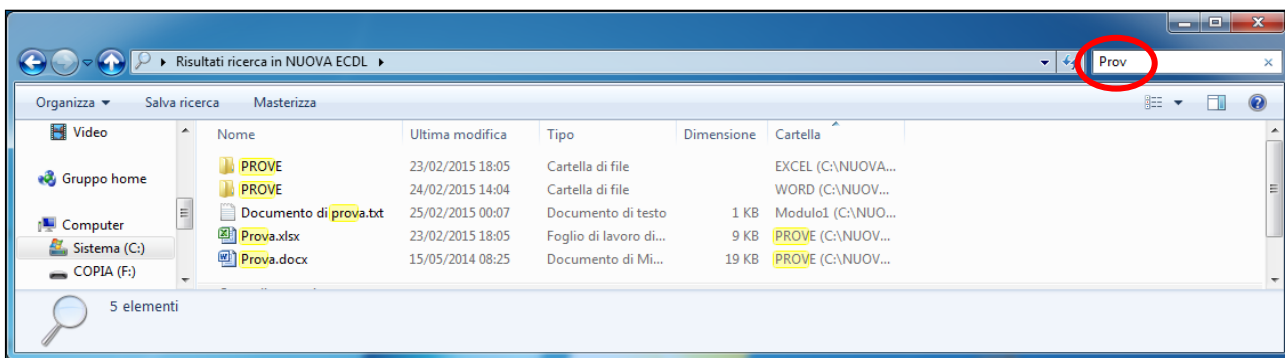 Risultati ricerca in NUOVA ECDL
Prov
Organizza Salva ricerca Masterizza
Video
Gruppo home
Computer
Sistema (C:)
COPIA (F:)
Nome Ultima modifica Tipo Dimensione Cartella
PROVE 23/02/2015 18:05 Cartella di file EXCEL (C:\NUOVA...
PROVE 24/02/2015 14:04 Cartella di file WORD (C:\NUOV...
Documento di prova.txt 25/02/2015 00:07 Documento di testo 1 KB Modulo1 (C:\NUO...
Prova.xlsx 23/02/2015 18:05 Foglio di lavoro di... 9 KB PROVE (C:\NUOV...
Prova.docx 15/05/2014 08:25 Documento di Mi... 19 KB PROVE (C:\NUOV...
5 elementi